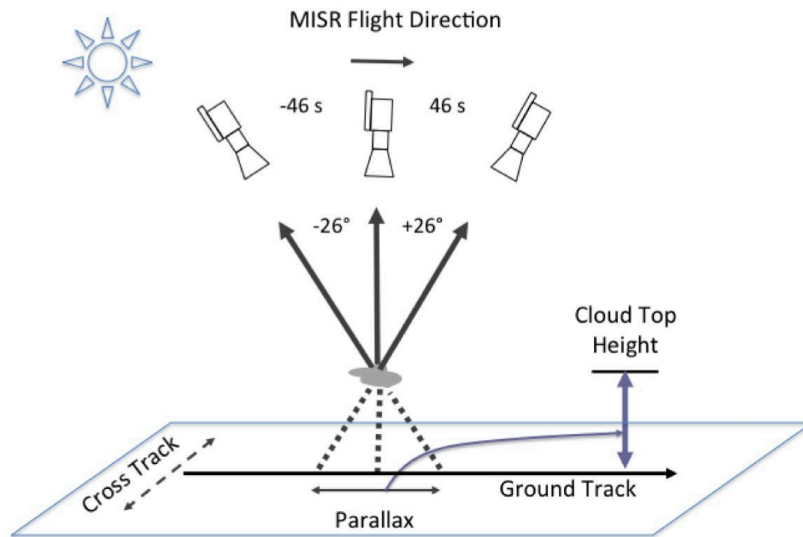 MISR Flight Direction
-46 s
46 s
-26°
+26°
Cloud Top
Height
Cross Track
Ground Track
Parallax